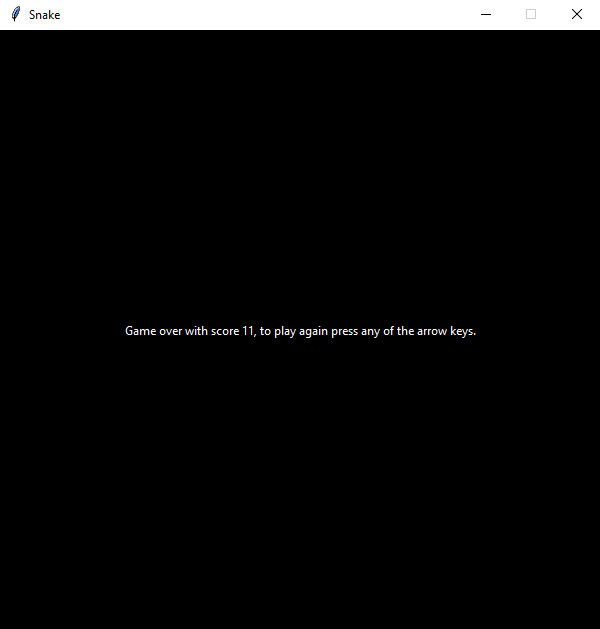 Snake
Game over with score 11, to play again press any of the arrow keys.